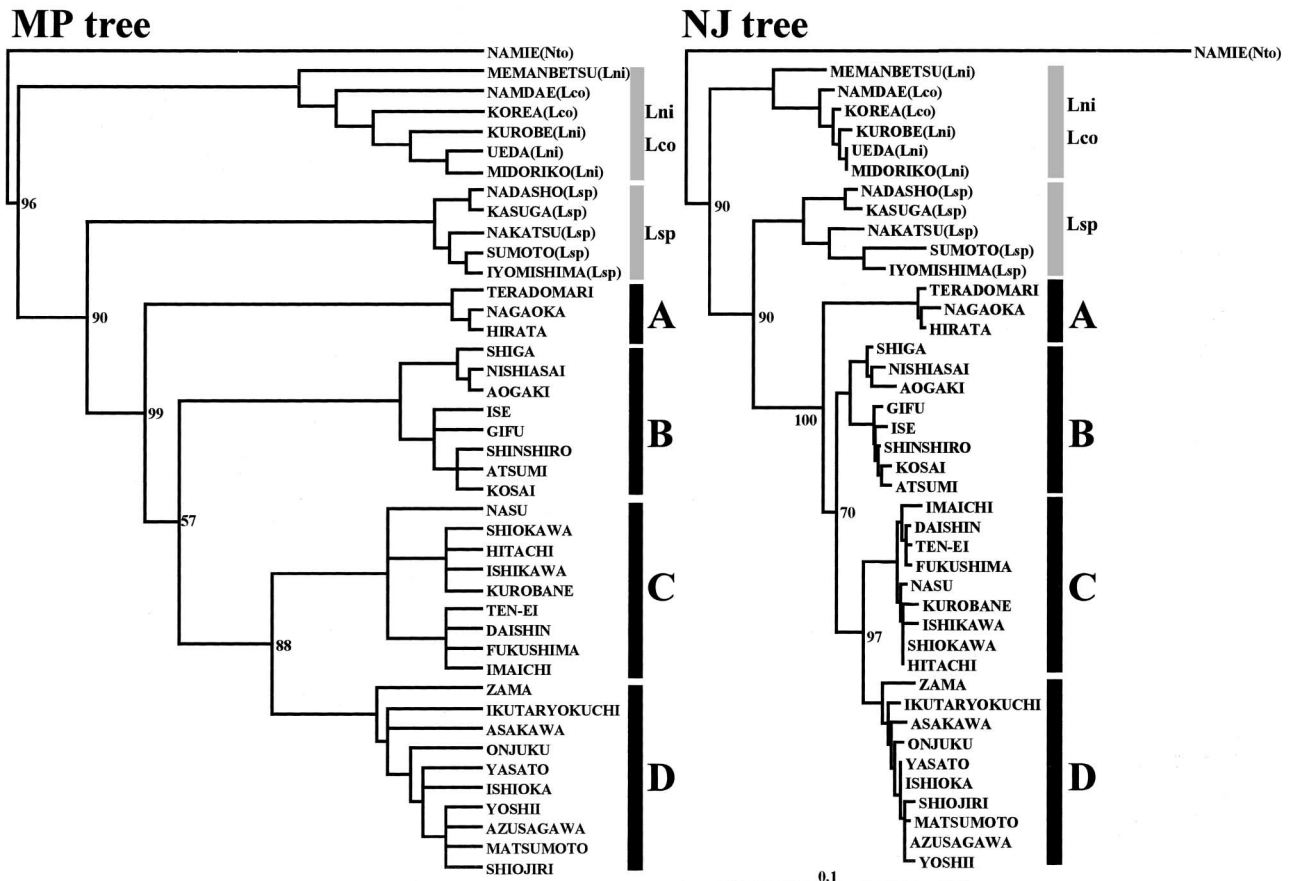 MP tree
NAMIE(Nto)
MEMANBETSU(Lni)
NAMDAE(Lco)
KOREA(Lco)
KUROBE(Lni)
UEDA(Lni)
MIDORIKO(Lni)
Lni
Lco
NADASHO(Lsp)
KASUGA(Lsp)
NAKATSU(Lsp)
SUMOTO(Lsp)
IYOMISHIMA(Lsp)
Lsp
TERADOMARI
NAGAOKA
HIRATA
A
SHIGA
NISHIASAI
AOGAKI
ISE
GIFU
SHINSHIRO
ATSUMI
KOSAI
B
NASU
SHIOKAWA
HITACHI
ISHIKAWA
KUROBANE
TEN-EI
DAISHIN
FUKUSHIMA
IMAICHI
C
ZAMA
IKUTARYOKUCHI
ASAKAWA
ONJUKU
YASATO
ISHIOKA
YOSHII
AZUSAGAWA
MATSUMOTO
SHIOJIRI
D
96
90
99
57
88
NJ tree
NAMIE(Nto)
MEMANBETSU(Lni)
NAMDAE(Lco)
KOREA(Lco)
KUROBE(Lni)
UEDA(Lni)
MIDORIKO(Lni)
Lni
Lco
NADASHO(Lsp)
KASUGA(Lsp)
NAKATSU(Lsp)
SUMOTO(Lsp)
IYOMISHIMA(Lsp)
Lsp
TERADOMARI
NAGAOKA
HIRATA
A
SHIGA
NISHIASAI
AOGAKI
GIFU
ISE
SHINSHIRO
KOSAI
ATSUMI
B
IMAICHI
DAISHIN
TEN-EI
FUKUSHIMA
NASU
KUROBANE
ISHIKAWA
SHIOKAWA
HITACHI
C
ZAMA
IKUTARYOKUCHI
ASAKAWA
ONJUKU
YASATO
ISHIOKA
SHIOJIRI
MATSUMOTO
AZUSAGAWA
YOSHII
D
90
90
100
70
97
0.1